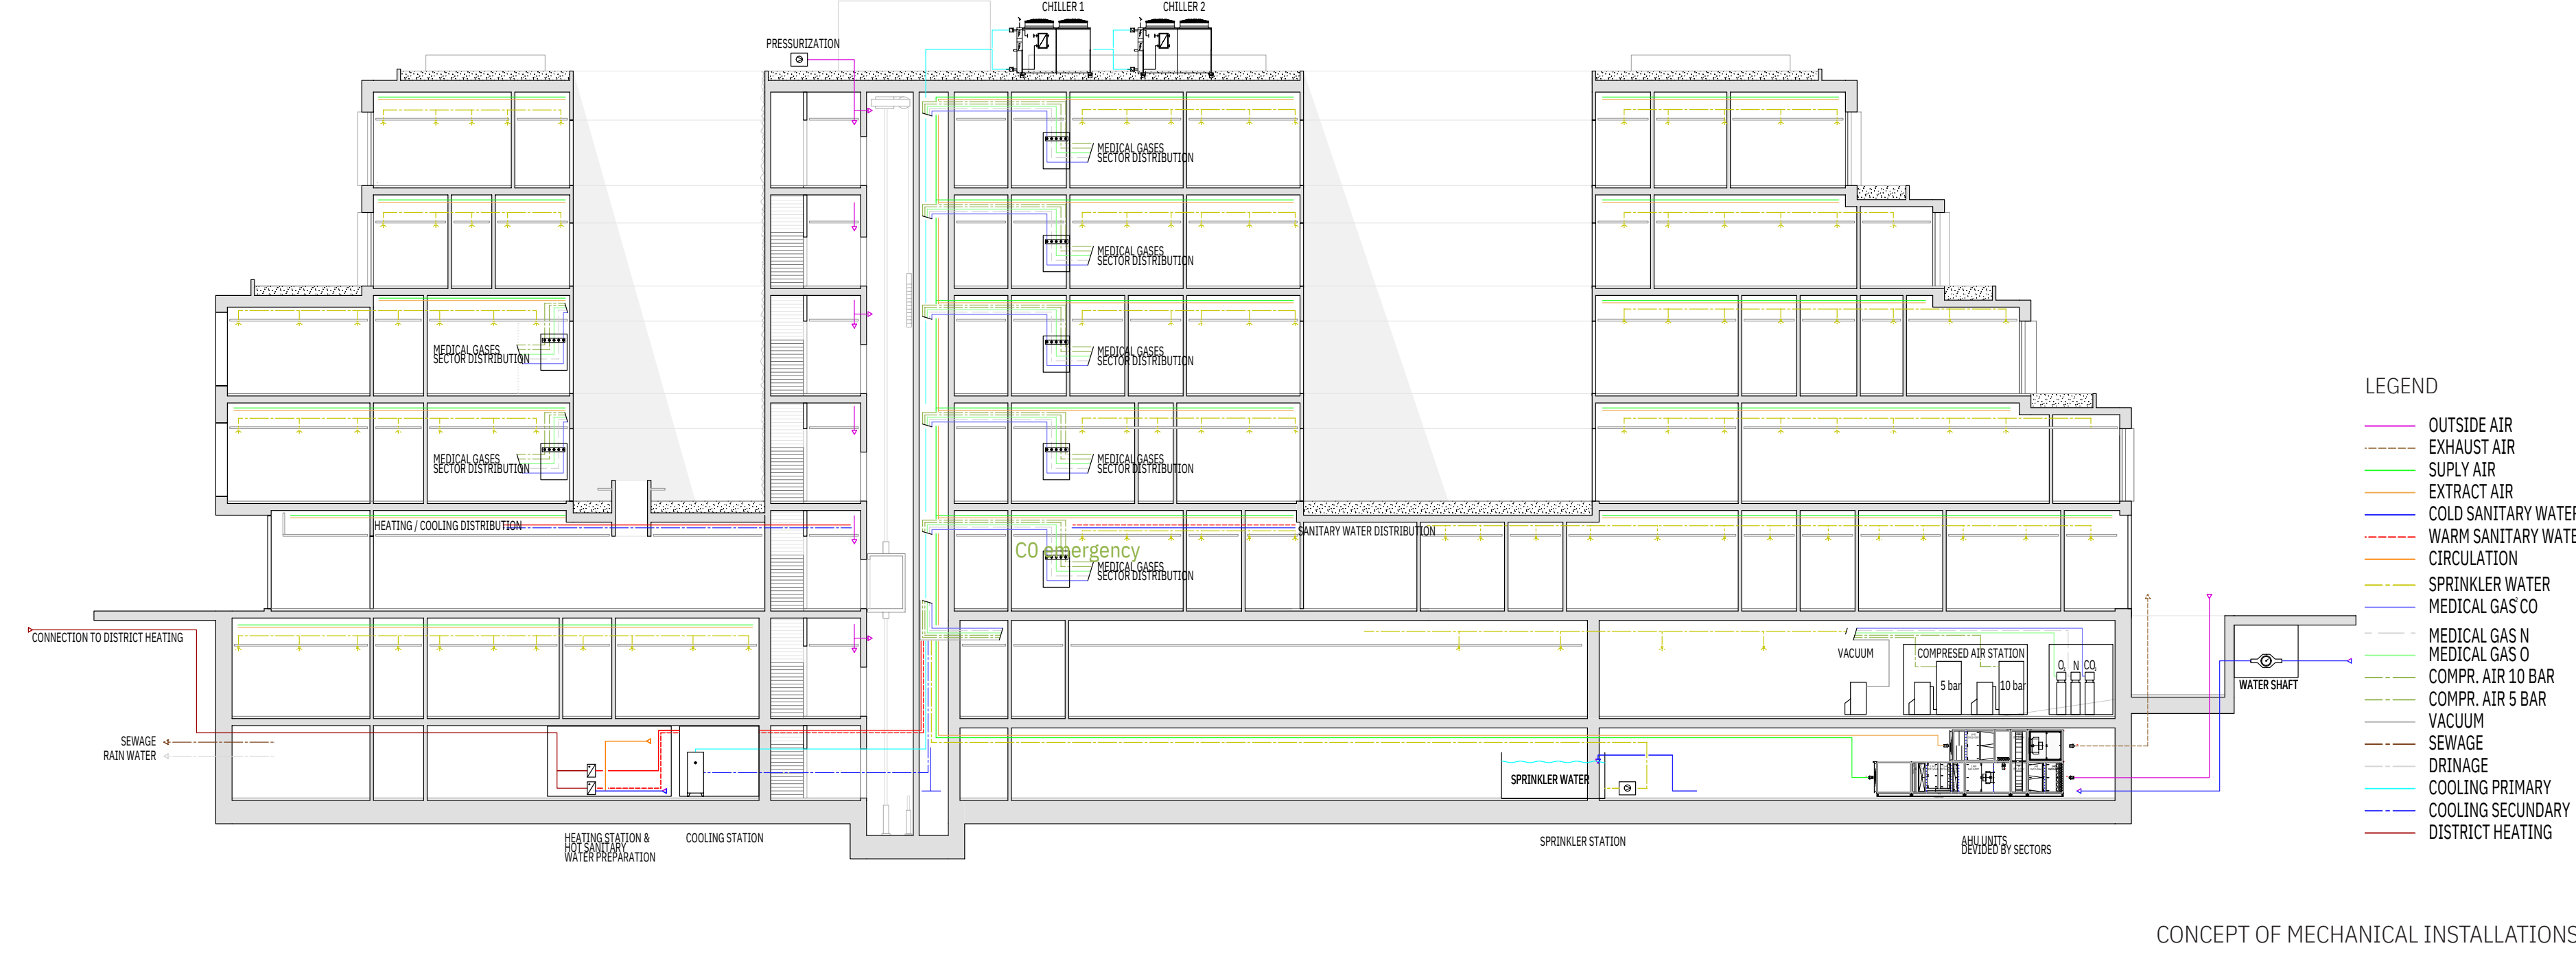 CHILLER 1
CHILLER 2
PRESSURIZATION
MEDICAL GASES
SECTOR DISTRIBUTION
MEDICAL GASES
SECTOR DISTRIBUTION
MEDICAL GASES
SECTOR DISTRIBUTION
MEDICAL GASES
SECTOR DISTRIBUTION
MEDICAL GASES
SECTOR DISTRIBUTION
MEDICAL GASES
SECTOR DISTRIBUTION
HEATING / COOLING DISTRIBUTION
SANITARY WATER DISTRIBUTION
C0 emergency
MEDICAL GASES
SECTOR DISTRIBUTION
CONNECTION TO DISTRICT HEATING
VACUUM
COMPRESED AIR STATION
O, N CO,
5 bar
10 bar
WATER SHAFT
SEWAGE
RAIN WATER
SPRINKLER WATER
HEATING STATION &
HOT SANITARY
WATER PREPARATION
COOLING STATION
SPRINKLER STATION
AHU UNITS
DEVIDED BY SECTORS
LEGEND
OUTSIDE AIR
EXHAUST AIR
SUPLY AIR
EXTRACT AIR
COLD SANITARY WATER
WARM SANITARY WATE
CIRCULATION
SPRINKLER WATER
MEDICAL GAS CO
MEDICAL GAS N
MEDICAL GAS O
COMPR. AIR 10 BAR
COMPR. AIR 5 BAR
VACUUM
SEWAGE
DRINAGE
COOLING PRIMARY
COOLING SECUNDARY
DISTRICT HEATING
CONCEPT OF MECHANICAL INSTALLATIONS